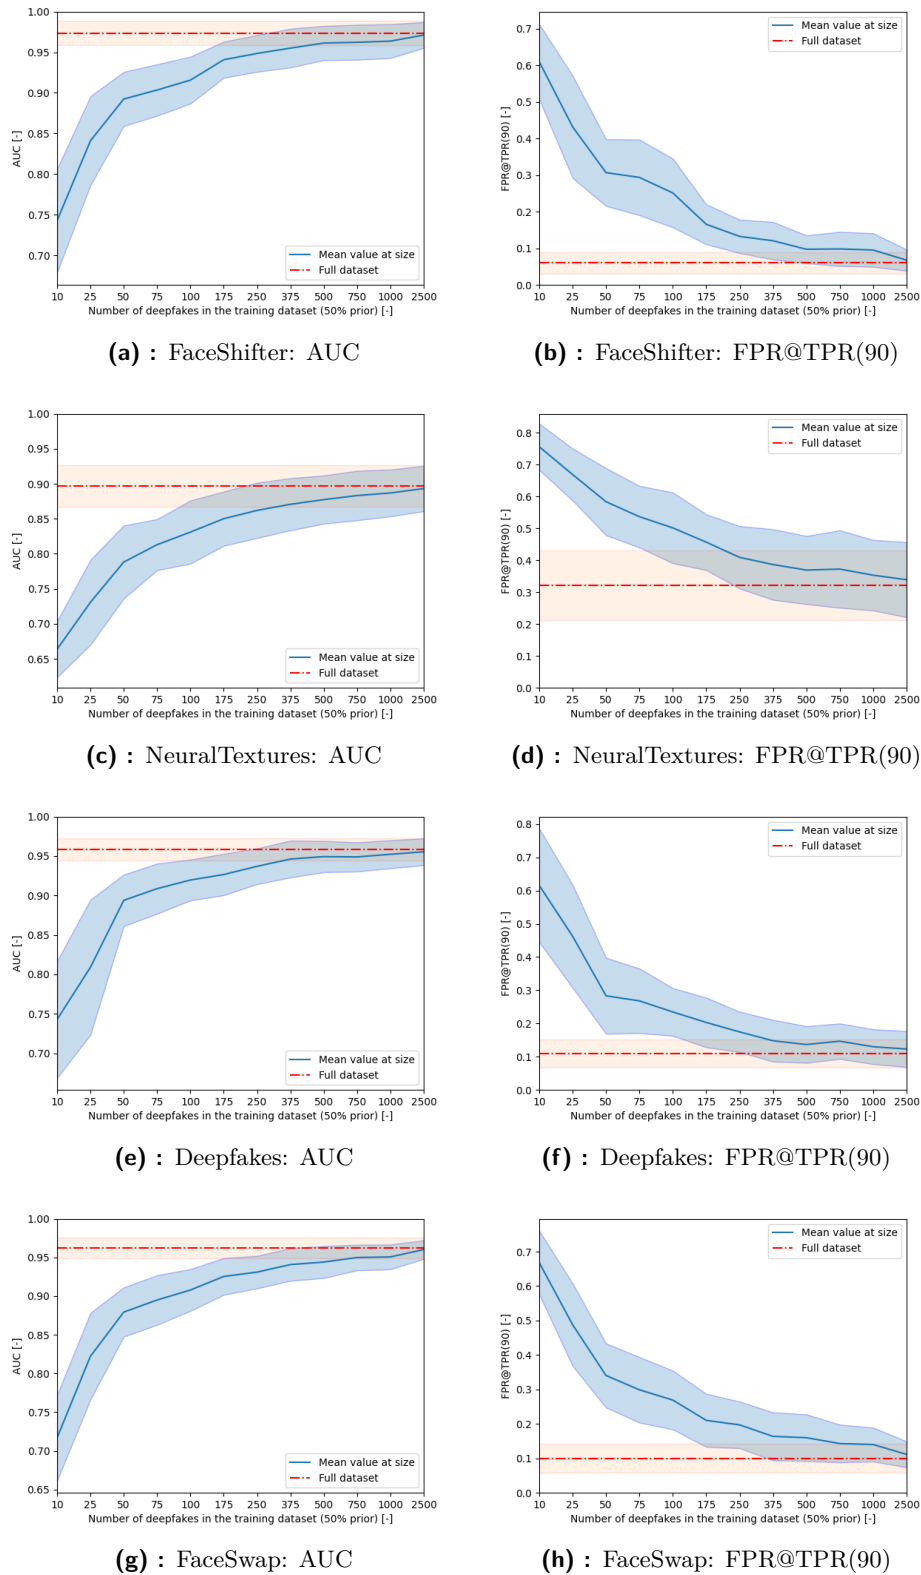 1.00
0.95
0.90
0.85
0.80
0.75
0.70
AUC [-]
Mean value at size
Full dataset
10 25 50 75 100 175 250 375 500 750 1000 2500
Number of deepfakes in the training dataset (50% prior) [-]
(a) : FaceShifter: AUC
0.7
0.6
0.5
0.4
0.3
0.2
0.1
0.0
FPR@TPR(90) [-]
Mean value at size
Full dataset
10 25 50 75 100 175 250 375 500 750 1000 2500
Number of deepfakes in the training dataset (50% prior) [-]
(b) : FaceShifter: FPR@TPR(90)
1.00
0.95
0.90
0.85
0.80
0.75
0.70
0.65
AUC [-]
Mean value at size
Full dataset
10 25 50 75 100 175 250 375 500 750 1000 2500
Number of deepfakes in the training dataset (50% prior) [-]
(c) : NeuralTextures: AUC
0.8
0.7
0.6
0.5
0.4
0.3
0.2
0.1
0.0
FPR@TPR(90) [-]
Mean value at size
Full dataset
10 25 50 75 100 175 250 375 500 750 1000 2500
Number of deepfakes in the training dataset (50% prior) [-]
(d) : NeuralTextures: FPR@TPR(90)
1.00
0.95
0.90
0.85
0.80
0.75
0.70
AUC [-]
Mean value at size
Full dataset
10 25 50 75 100 175 250 375 500 750 1000 2500
Number of deepfakes in the training dataset (50% prior) [-]
(e) : Deepfakes: AUC
0.8
0.7
0.6
0.5
0.4
0.3
0.2
0.1
0.0
FPR@TPR(90) [-]
Mean value at size
Full dataset
10 25 50 75 100 175 250 375 500 750 1000 2500
Number of deepfakes in the training dataset (50% prior) [-]
(f) : Deepfakes: FPR@TPR(90)
1.00
0.95
0.90
0.85
0.80
0.75
0.70
0.65
AUC [-]
Mean value at size
Full dataset
10 25 50 75 100 175 250 375 500 750 1000 2500
Number of deepfakes in the training dataset (50% prior) [-]
(g) : FaceSwap: AUC
0.7
0.6
0.5
0.4
0.3
0.2
0.1
0.0
FPR@TPR(90) [-]
Mean value at size
Full dataset
10 25 50 75 100 175 250 375 500 750 1000 2500
Number of deepfakes in the training dataset (50% prior) [-]
(h) : FaceSwap: FPR@TPR(90)